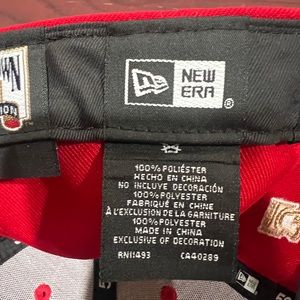 NEW
ERA
®
100% POLIÉSTER
HECHO EN CHINA
NO INCLUYE DECORACIÓN
100% POLYESTER
FABRIQUÉ EN CHINE
À L'EXCLUSION DE LA GARNITURE
100% POLYESTER
MADE IN CHINA
EXCLUSIVE OF DECORATION
RN11493 CA40289